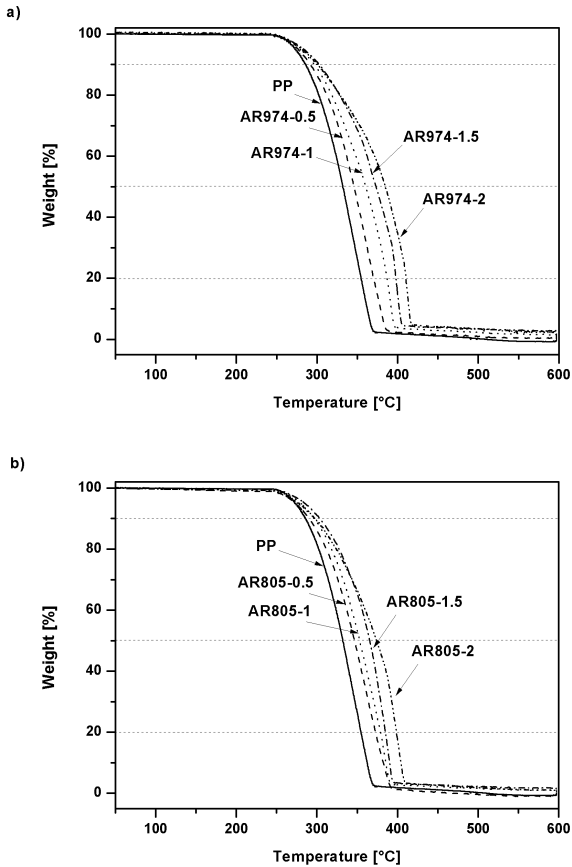 a)
100
80
60
40
20
0
Weight [%]
PP
AR974-0.5
AR974-1
AR974-1.5
AR974-2
100 200 300 400 500 600
Temperature [°C]
b)
100
80
60
40
20
0
Weight [%]
PP
AR805-0.5
AR805-1
AR805-1.5
AR805-2
100 200 300 400 500 600
Temperature [°C]